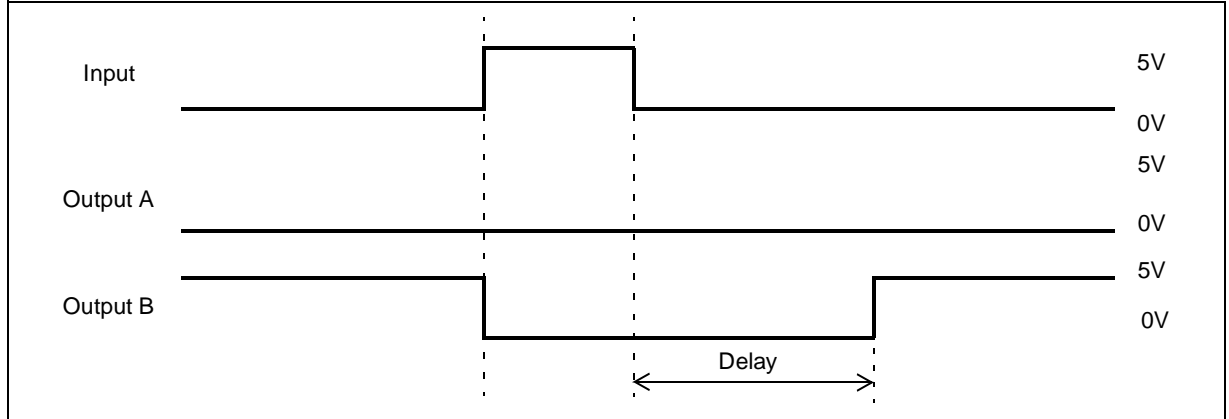 Input
5V
0V
5V
Output A
0V
5V
Output B
0V
Delay